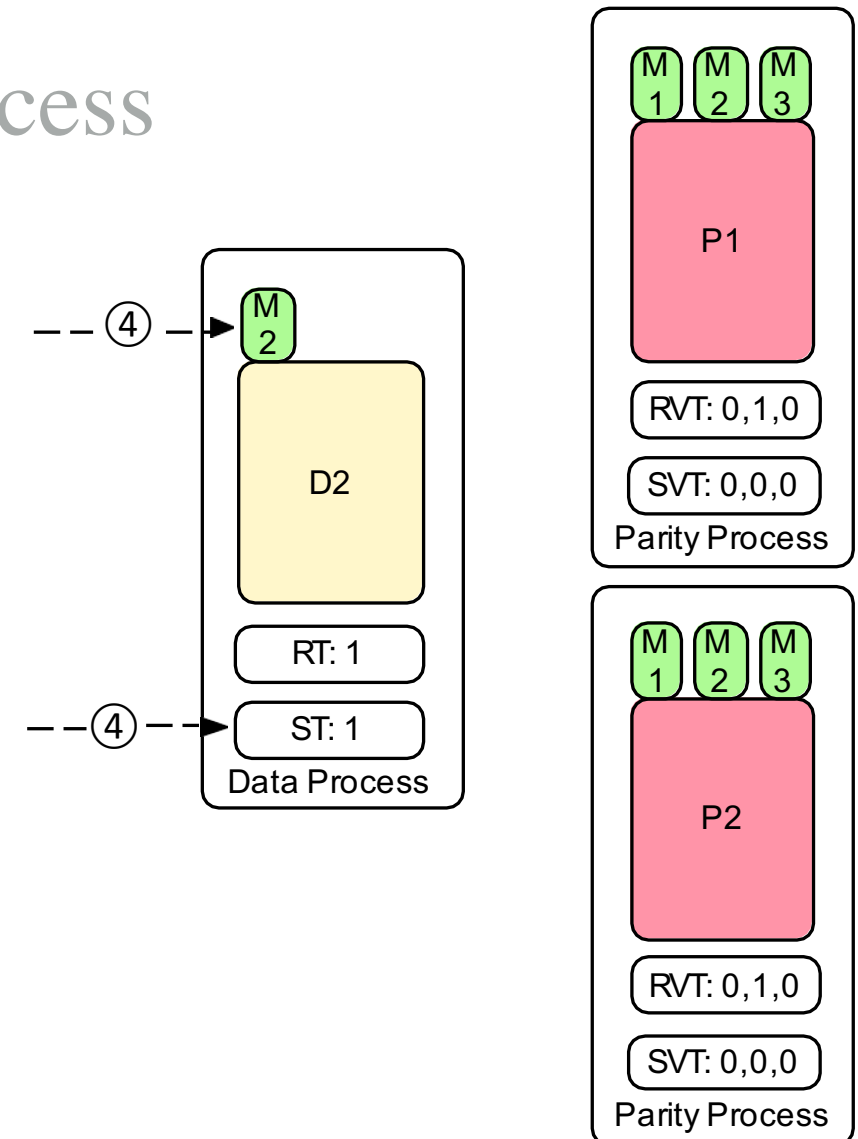 cess
④
M
2
D2
RT: 1
④
ST: 1
Data Process
M M M
1 2 3
P1
RVT: 0,1,0
SVT: 0,0,0
Parity Process
M M M
1 2 3
P2
RVT: 0,1,0
SVT: 0,0,0
Parity Process